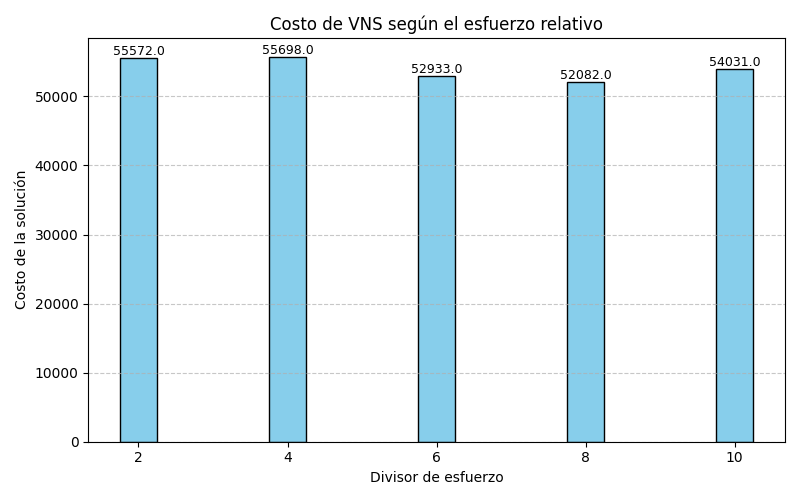 Costo de VNS según el esfuerzo relativo
55572.0
55698.0
52933.0
52082.0
54031.0
50000
40000
30000
20000
10000
0
Costo de la solución
2 4 6 8 10
Divisor de esfuerzo